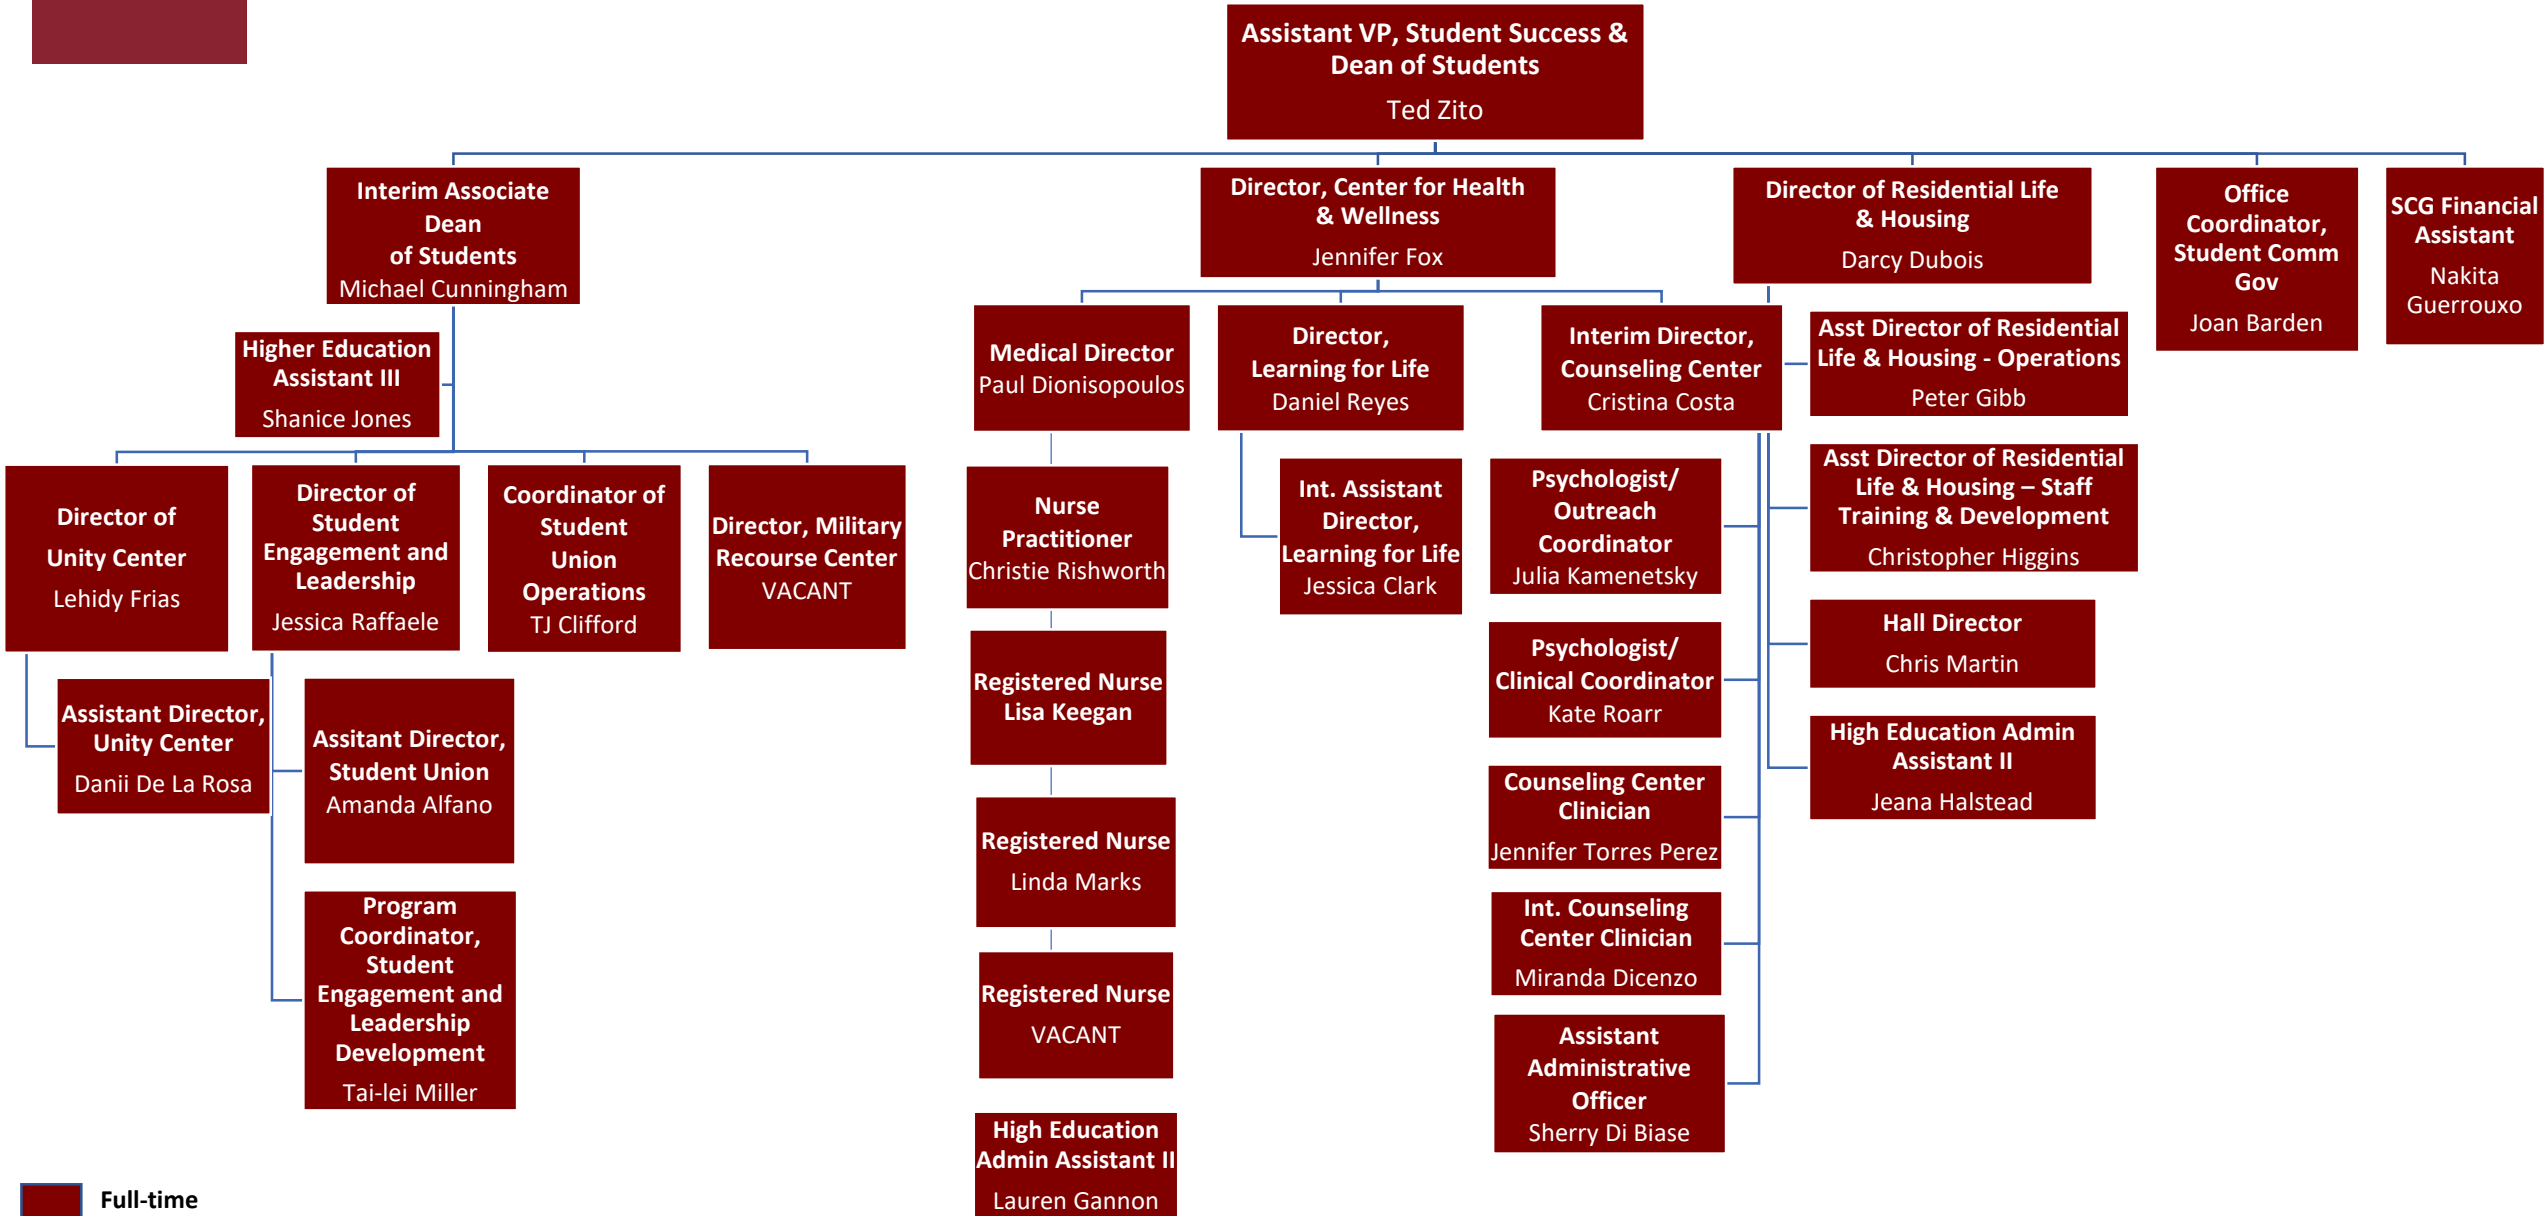 Assistant VP, Student Success &
Dean of Students
Ted Zito
Interim Associate
Dean
of Students
Michael Cunningham
Director, Center for Health
& Wellness
Jennifer Fox
Director of Residential Life
& Housing
Darcy Dubois
Office
Coordinator,
Student Comm
Gov
Joan Barden
SCG Financial
Assistant
Nakita
Guerrouxo
Higher Education
Assistant III
Shanice Jones
Director of
Unity Center
Lehidy Frias
Director of
Student
Engagement and
Leadership
Jessica Raffaele
Coordinator of
Student
Union
Operations
TJ Clifford
Director, Military
Recourse Center
VACANT
Assistant Director,
Unity Center
Danii De La Rosa
Assitant Director,
Student Union
Amanda Alfano
Program
Coordinator,
Student
Engagement and
Leadership
Development
Tai-lei Miller
Medical Director
Paul Dionisopoulos
Nurse
Practitioner
Christie Rishworth
Registered Nurse
Lisa Keegan
Registered Nurse
Linda Marks
Registered Nurse
VACANT
High Education
Admin Assistant II
Lauren Gannon
Director,
Learning for Life
Daniel Reyes
Int. Assistant
Director,
Learning for Life
Jessica Clark
Interim Director,
Counseling Center
Cristina Costa
Psychologist/
Outreach
Coordinator
Julia Kamenetsky
Psychologist/
Clinical Coordinator
Kate Roarr
Counseling Center
Clinician
Jennifer Torres Perez
Int. Counseling
Center Clinician
Miranda Dicenzo
Assistant
Administrative
Officer
Sherry Di Biase
Asst Director of Residential
Life & Housing - Operations
Peter Gibb
Asst Director of Residential
Life & Housing – Staff
Training & Development
Christopher Higgins
Hall Director
Chris Martin
High Education Admin
Assistant II
Jeana Halstead
Full-time